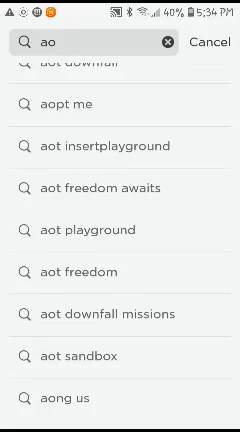 40% 5:34 PM
ao Cancel
aot downfall
aopt me
aot insertplayground
aot freedom awaits
aot playground
aot freedom
aot downfall missions
aot sandbox
aong us